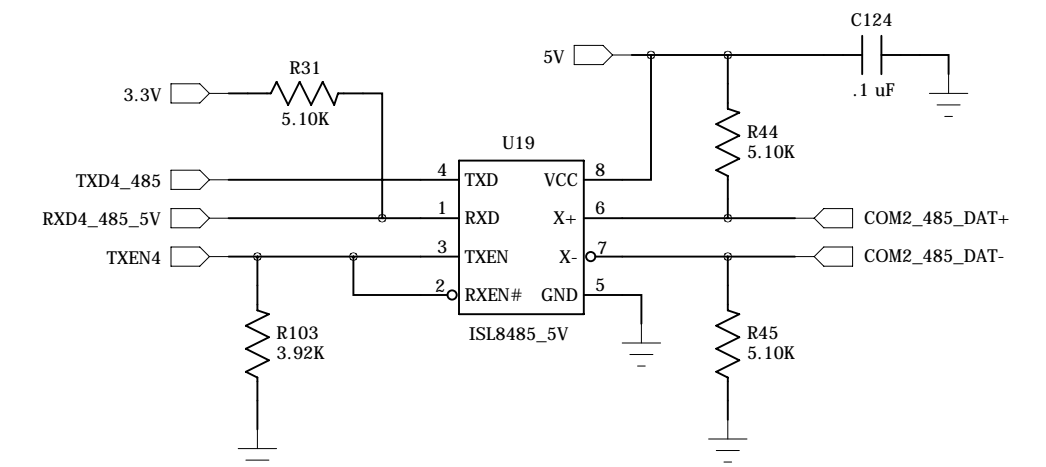 C124
5V
.1 uF
R31
3.3V
5.10K
R44
5.10K
U19
TXD4_485
4
TXD
VCC
8
RXD4_485_5V
1
RXD
X+
6
COM2_485_DAT+
TXEN4
3
TXEN
X-
7
COM2_485_DAT-
2
RXEN#
GND
5
ISL8485_5V
R103
3.92K
R45
5.10K